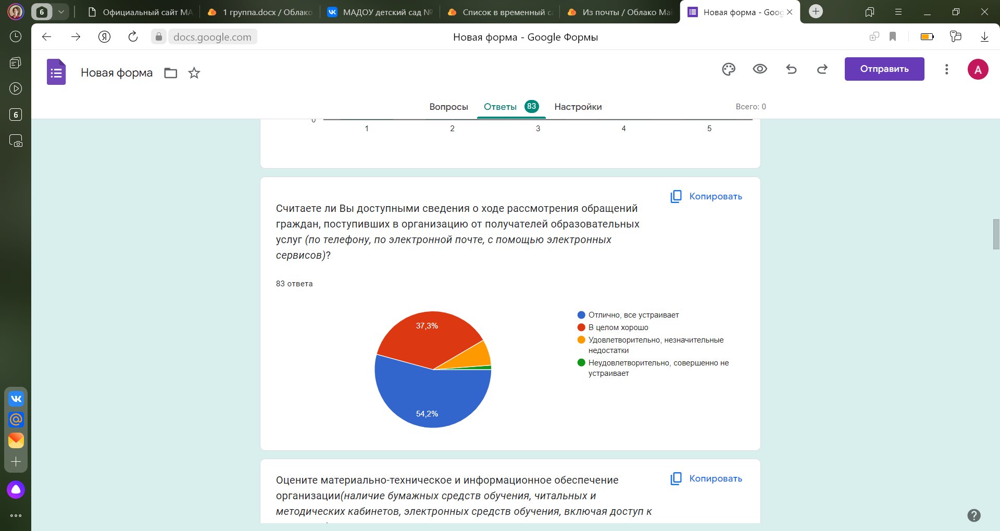 6
Официальный сайт МА
1 группа.docx / Облако
МАДОУ детский сад №
Список в временный са
Из почты / Облако Mai
Новая форма - Goog
docs.google.com
Новая форма - Google Формы
Новая форма
Отправить
A
Вопросы
Ответы 83
Настройки
Всего: 0
6
0
1 2 3 4 5
Копировать
Считаете ли Вы доступными сведения о ходе рассмотрения обращений
граждан, поступивших в организацию от получателей образовательных
услуг (по телефону, по электронной почте, с помощью электронных
сервисов)?
83 ответа
37,3%
54,2%
Отлично, все устраивает
В целом хорошо
Удовлетворительно, незначительные
недостатки
Неудовлетворительно, совершенно не
устраивает
Копировать
Оцените материально-техническое и информационное обеспечение
организации(наличие бумажных средств обучения, читальных и
методических кабинетов, электронных средств обучения, включая доступ к